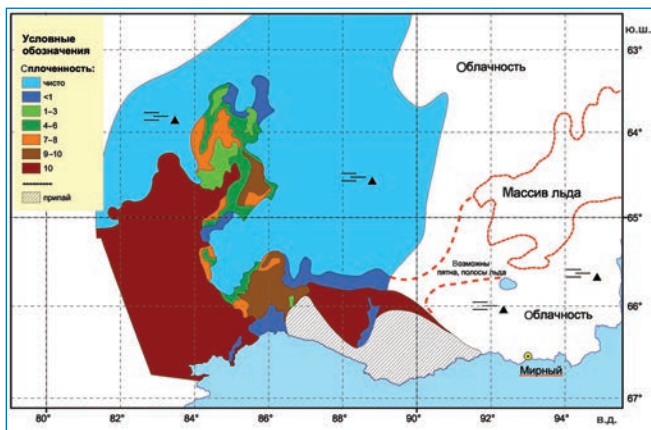 Условные
обозначения
Сплоченность:
чисто
<1
1–3
4–6
7–8
9–10
10
припай
ю.ш.
63°
Облачность
64°
Массив льда
65°
Возможны
пятна, полосы льда
66°
Облачность
Мирный
67°
80°
82°
84°
86°
88°
90°
92°
94°
в.д.